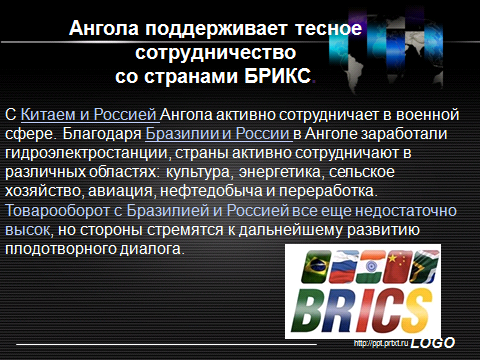 Ангола поддерживает тесное
сотрудничество
со странами БРИКС.
С Китаем и Россией Ангола активно сотрудничает в военной
сфере. Благодаря Бразилии и России в Анголе заработали
гидроэлектростанции, страны активно сотрудничают в
различных областях: культура, энергетика, сельское
хозяйство, авиация, нефтедобыча и переработка.
Товарооборот с Бразилией и Россией все еще недостаточно
высок, но стороны стремятся к дальнейшему развитию
плодотворного диалога.
BRICS
http://ppt.prtxt.ru LOGO